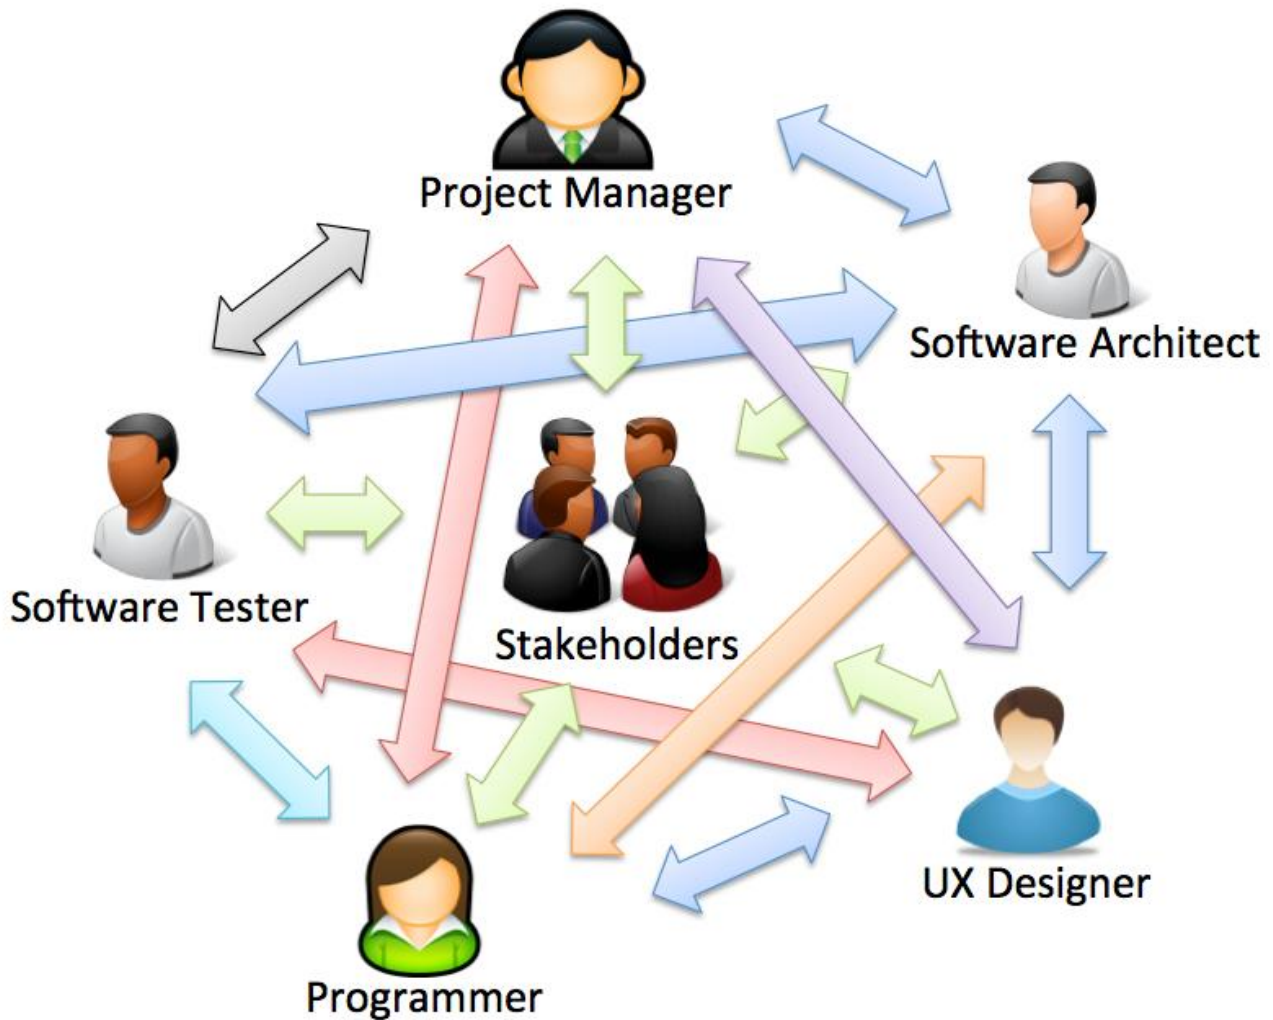 Project Manager
Software Architect
Software Tester
Stakeholders
UX Designer
Programmer